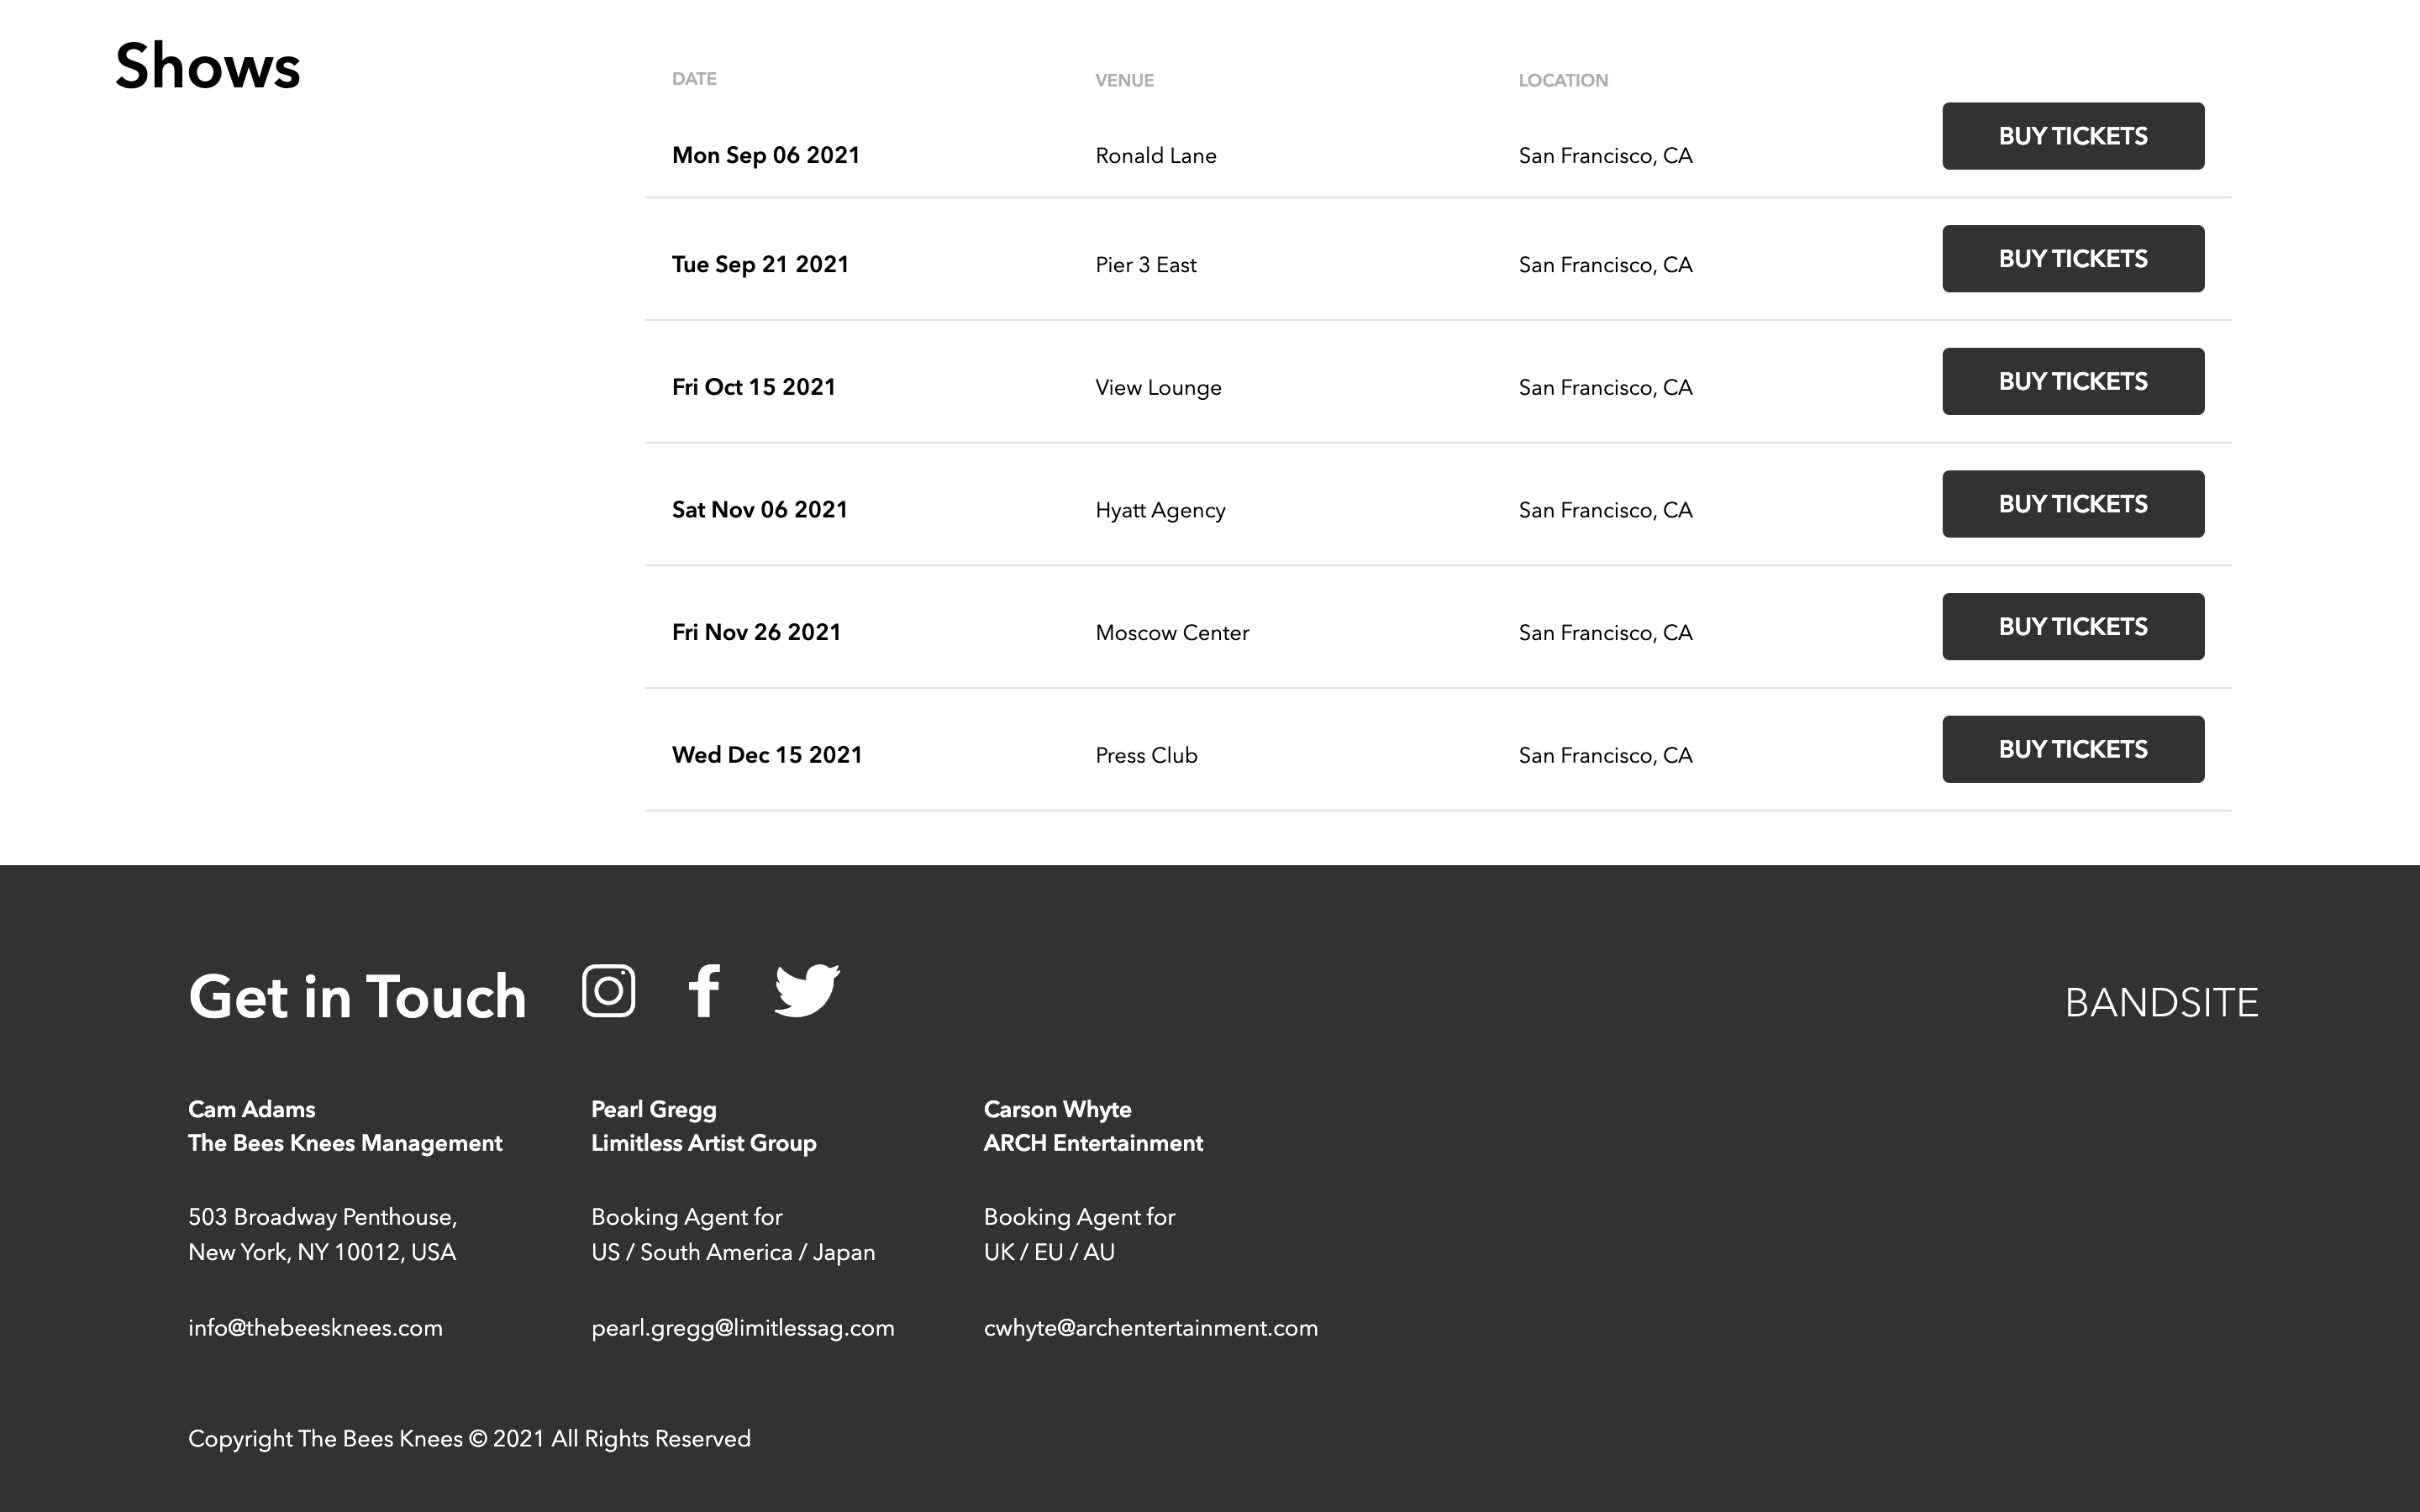 Shows
DATE VENUE LOCATION
Mon Sep 06 2021 Ronald Lane San Francisco, CA BUY TICKETS
Tue Sep 21 2021 Pier 3 East San Francisco, CA BUY TICKETS
Fri Oct 15 2021 View Lounge San Francisco, CA BUY TICKETS
Sat Nov 06 2021 Hyatt Agency San Francisco, CA BUY TICKETS
Fri Nov 26 2021 Moscow Center San Francisco, CA BUY TICKETS
Wed Dec 15 2021 Press Club San Francisco, CA BUY TICKETS
Get in Touch
BANDSITE
Cam Adams
The Bees Knees Management
503 Broadway Penthouse,
New York, NY 10012, USA
info@thebeesknees.com
Pearl Gregg
Limitless Artist Group
Booking Agent for
US / South America / Japan
pearl.gregg@limitlessag.com
Carson Whyte
ARCH Entertainment
Booking Agent for
UK / EU / AU
cwhyte@archentertainment.com
Copyright The Bees Knees © 2021 All Rights Reserved